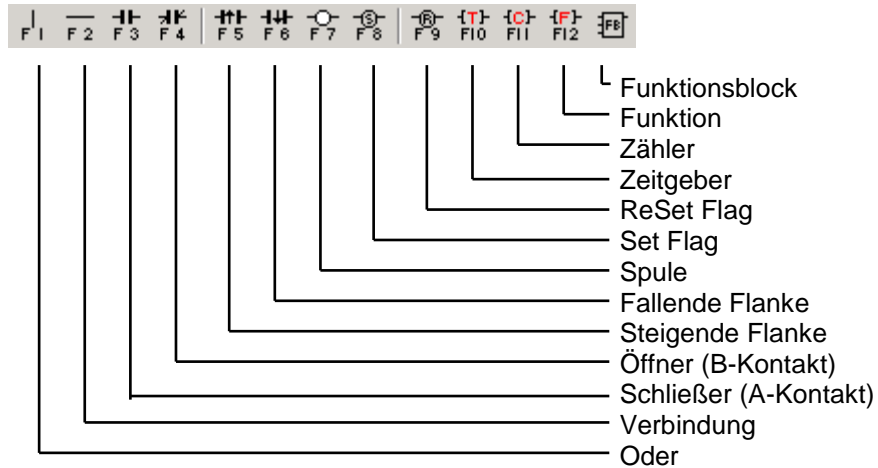 S R {T} {C} {F} FB
F1 F2 F3 F4 F5 F6 F7 F8 F9 F10 F11 F12
Funktionsblock
Funktion
Zähler
Zeitgeber
ReSet Flag
Set Flag
Spule
Fallende Flanke
Steigende Flanke
Öffner (B-Kontakt)
Schließer (A-Kontakt)
Verbindung
Oder